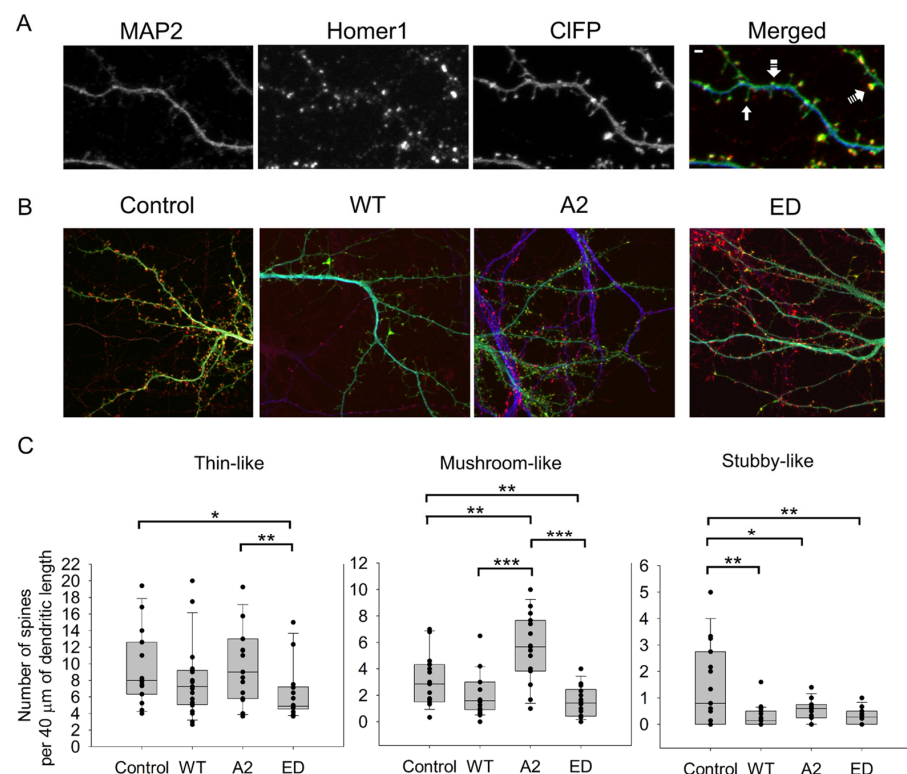 A
MAP2 Homer1 CIFP Merged
B
Control WT A2 ED
C
Thin-like Mushroom-like Stubby-like
Number of spines
per 40 μm of dendritic length
* **
22
20
18
16
14
12
10
8
6
4
2
0
Control WT A2 ED
** ** *** ***
12
10
8
6
4
2
0
Control WT A2 ED
** * **
6
5
4
3
2
1
0
Control WT A2 ED